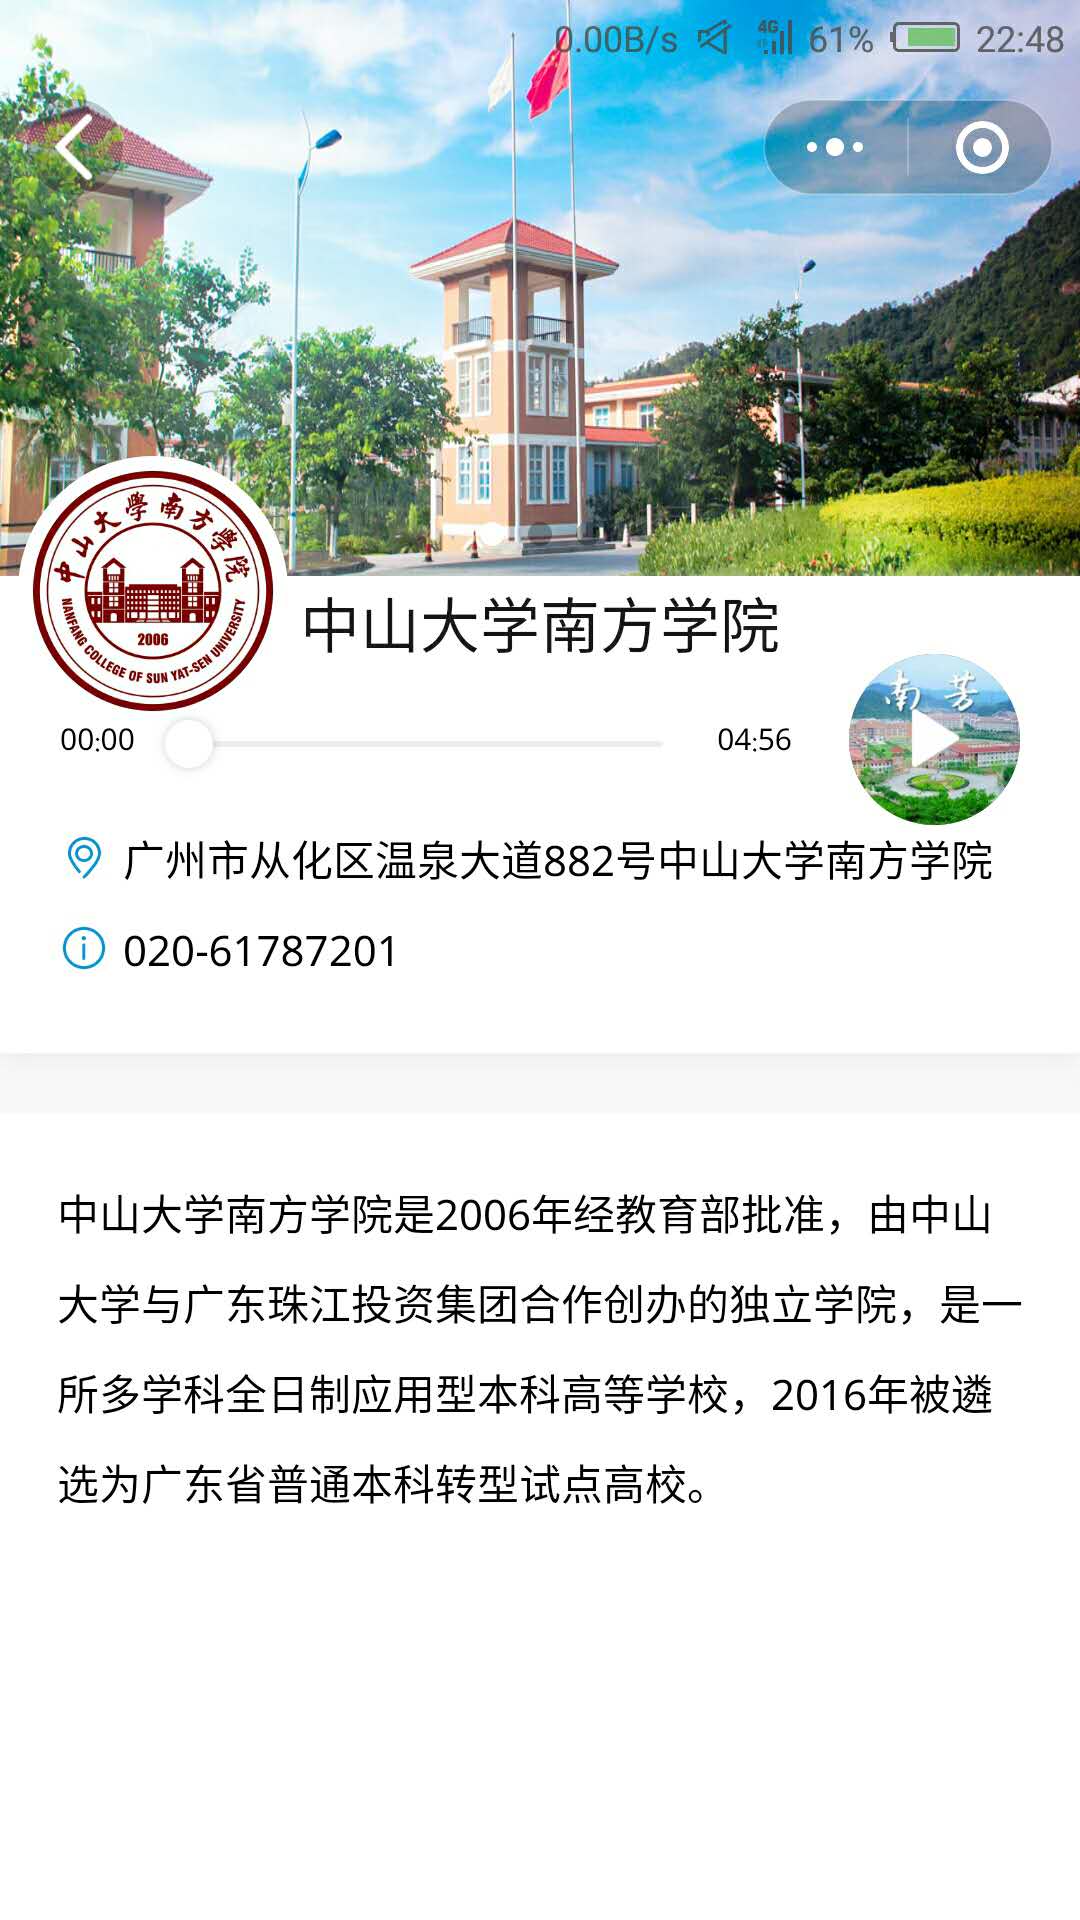 0.00B/s 4G 61% 22:48
中山大學南方學院
2006
NANFANG COLLEGE OF SUN YAT-SEN UNIVERSITY
中山大学南方学院
南芳
00:00 04:56
广州市从化区温泉大道882号中山大学南方学院
020-61787201
中山大学南方学院是2006年经教育部批准，由中山
大学与广东珠江投资集团合作创办的独立学院，是一
所多学科全日制应用型本科高等学校，2016年被遴
选为广东省普通本科转型试点高校。